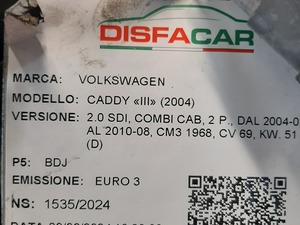 DISFACAR
MARCA: VOLKSWAGEN
MODELLO: CADDY «III» (2004)
VERSIONE: 2.0 SDI, COMBI CAB, 2 P., DAL 2004-0
AL 2010-08, CM3 1968, CV 69, KW. 51
(D)
P5: BDJ
EMISSIONE: EURO 3
NS: 1535/2024